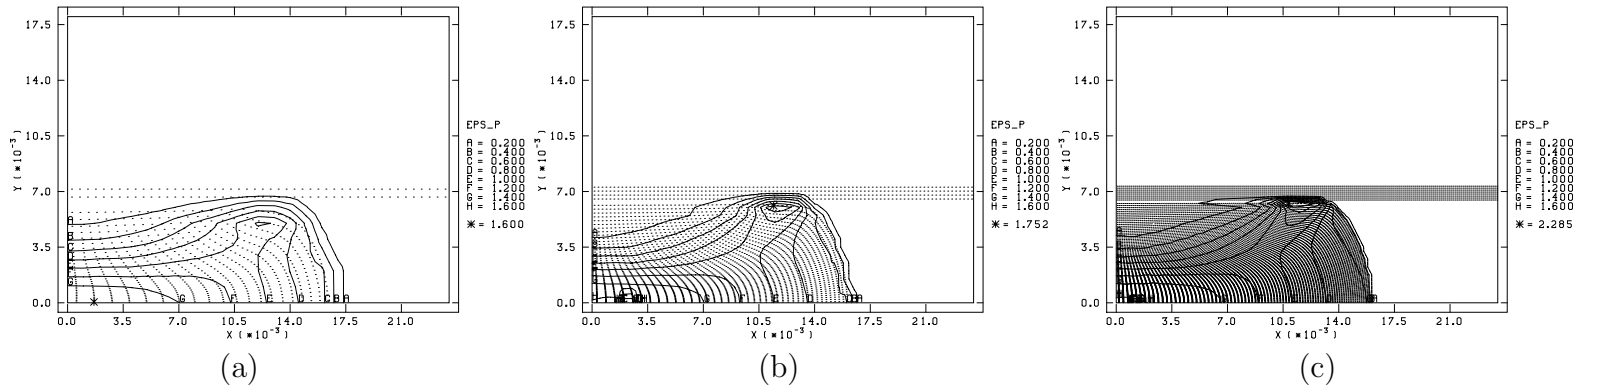 17.5
14.0
10.5
7.0
3.5
0.0
Y (*10⁻³)
0.0 3.5 7.0 10.5 14.0 17.5 21.0
X (*10⁻³)
A
B
C
G
G F E D C B A
EPS_P
A = 0.200
B = 0.400
C = 0.600
D = 0.800
E = 1.000
F = 1.200
G = 1.400
H = 1.600
* = 1.600
(a)
17.5
14.0
10.5
7.0
3.5
0.0
Y (*10⁻³)
0.0 3.5 7.0 10.5 14.0 17.5 21.0
X (*10⁻³)
EPS_P
A = 0.200
B = 0.400
C = 0.600
D = 0.800
E = 1.000
F = 1.200
G = 1.400
H = 1.600
* = 1.752
(b)
17.5
14.0
10.5
7.0
3.5
0.0
Y (*10⁻³)
0.0 3.5 7.0 10.5 14.0 17.5 21.0
X (*10⁻³)
EPS_P
A = 0.200
B = 0.400
C = 0.600
D = 0.800
E = 1.000
F = 1.200
G = 1.400
H = 1.600
* = 2.285
(c)